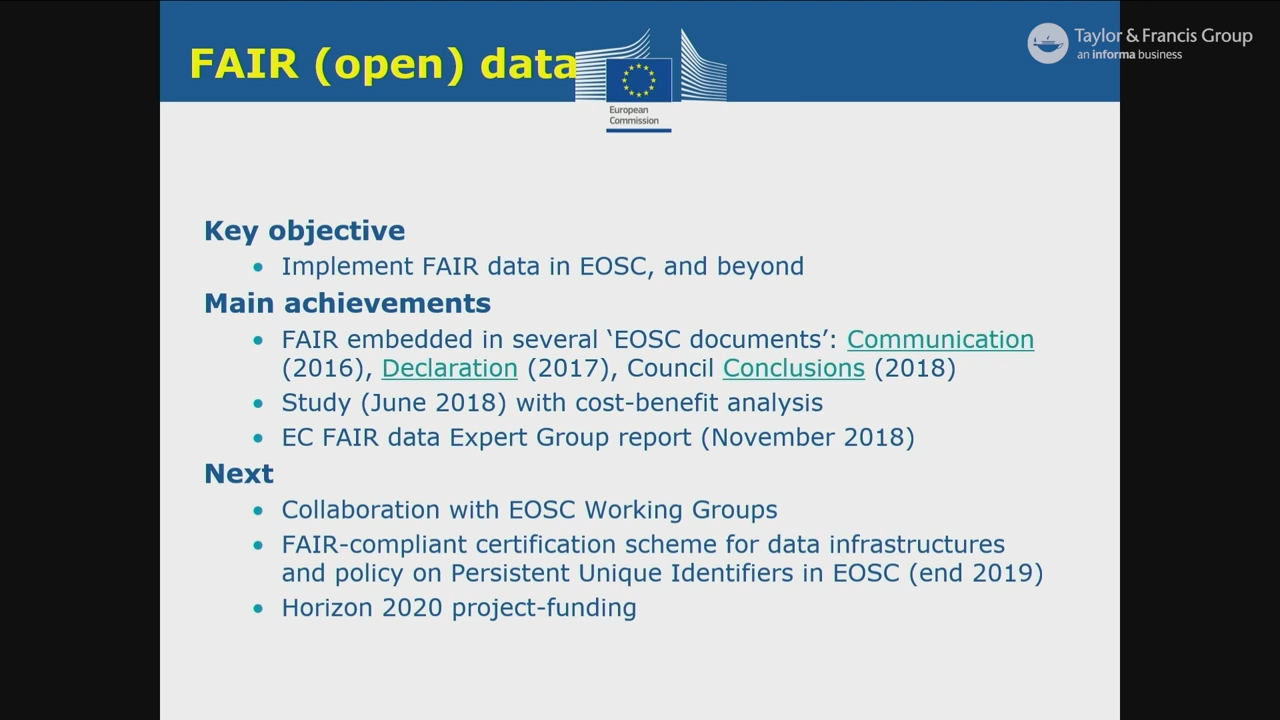 FAIR (open) data
Taylor & Francis Group
an informa business
European
Commission
Key objective
• Implement FAIR data in EOSC, and beyond
Main achievements
• FAIR embedded in several ‘EOSC documents’: Communication
(2016), Declaration (2017), Council Conclusions (2018)
• Study (June 2018) with cost-benefit analysis
• EC FAIR data Expert Group report (November 2018)
Next
• Collaboration with EOSC Working Groups
• FAIR-compliant certification scheme for data infrastructures
and policy on Persistent Unique Identifiers in EOSC (end 2019)
• Horizon 2020 project-funding